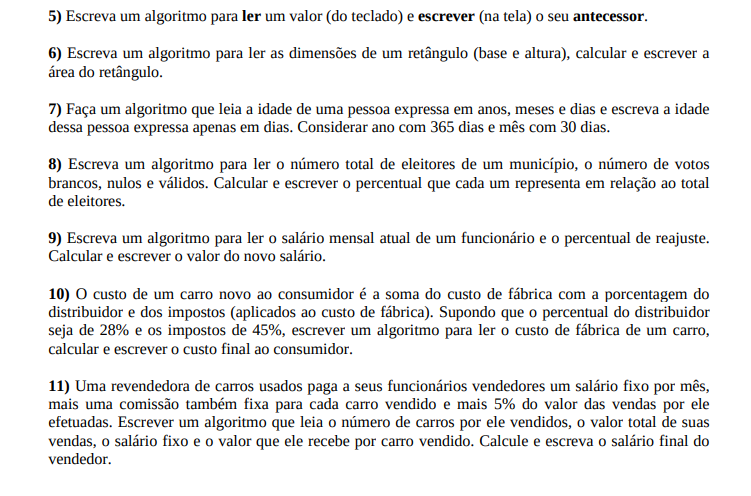 5) Escreva um algoritmo para ler um valor (do teclado) e escrever (na tela) o seu antecessor.
6) Escreva um algoritmo para ler as dimensões de um retângulo (base e altura), calcular e escrever a
área do retângulo.
7) Faça um algoritmo que leia a idade de uma pessoa expressa em anos, meses e dias e escreva a idade
dessa pessoa expressa apenas em dias. Considerar ano com 365 dias e mês com 30 dias.
8) Escreva um algoritmo para ler o número total de eleitores de um município, o número de votos
brancos, nulos e válidos. Calcular e escrever o percentual que cada um representa em relação ao total
de eleitores.
9) Escreva um algoritmo para ler o salário mensal atual de um funcionário e o percentual de reajuste.
Calcular e escrever o valor do novo salário.
10) O custo de um carro novo ao consumidor é a soma do custo de fábrica com a porcentagem do
distribuidor e dos impostos (aplicados ao custo de fábrica). Supondo que o percentual do distribuidor
seja de 28% e os impostos de 45%, escrever um algoritmo para ler o custo de fábrica de um carro,
calcular e escrever o custo final ao consumidor.
11) Uma revendedora de carros usados paga a seus funcionários vendedores um salário fixo por mês,
mais uma comissão também fixa para cada carro vendido e mais 5% do valor das vendas por ele
efetuadas. Escrever um algoritmo que leia o número de carros por ele vendidos, o valor total de suas
vendas, o salário fixo e o valor que ele recebe por carro vendido. Calcule e escreva o salário final do
vendedor.